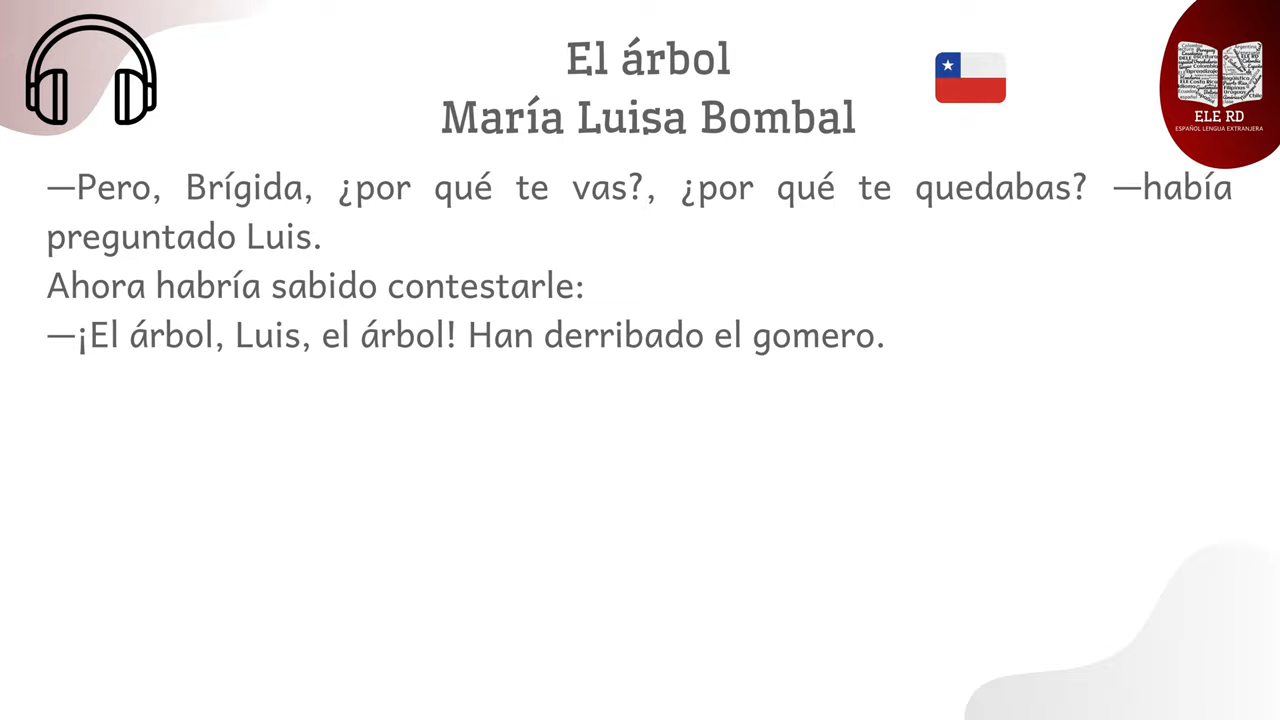 El árbol
María Luisa Bombal
—Pero, Brígida, ¿por qué te vas?, ¿por qué te quedabas? —había
preguntado Luis.
Ahora habría sabido contestarle:
—¡El árbol, Luis, el árbol! Han derribado el gomero.
ELE RD
ESPAÑOL LENGUA EXTRANJERA